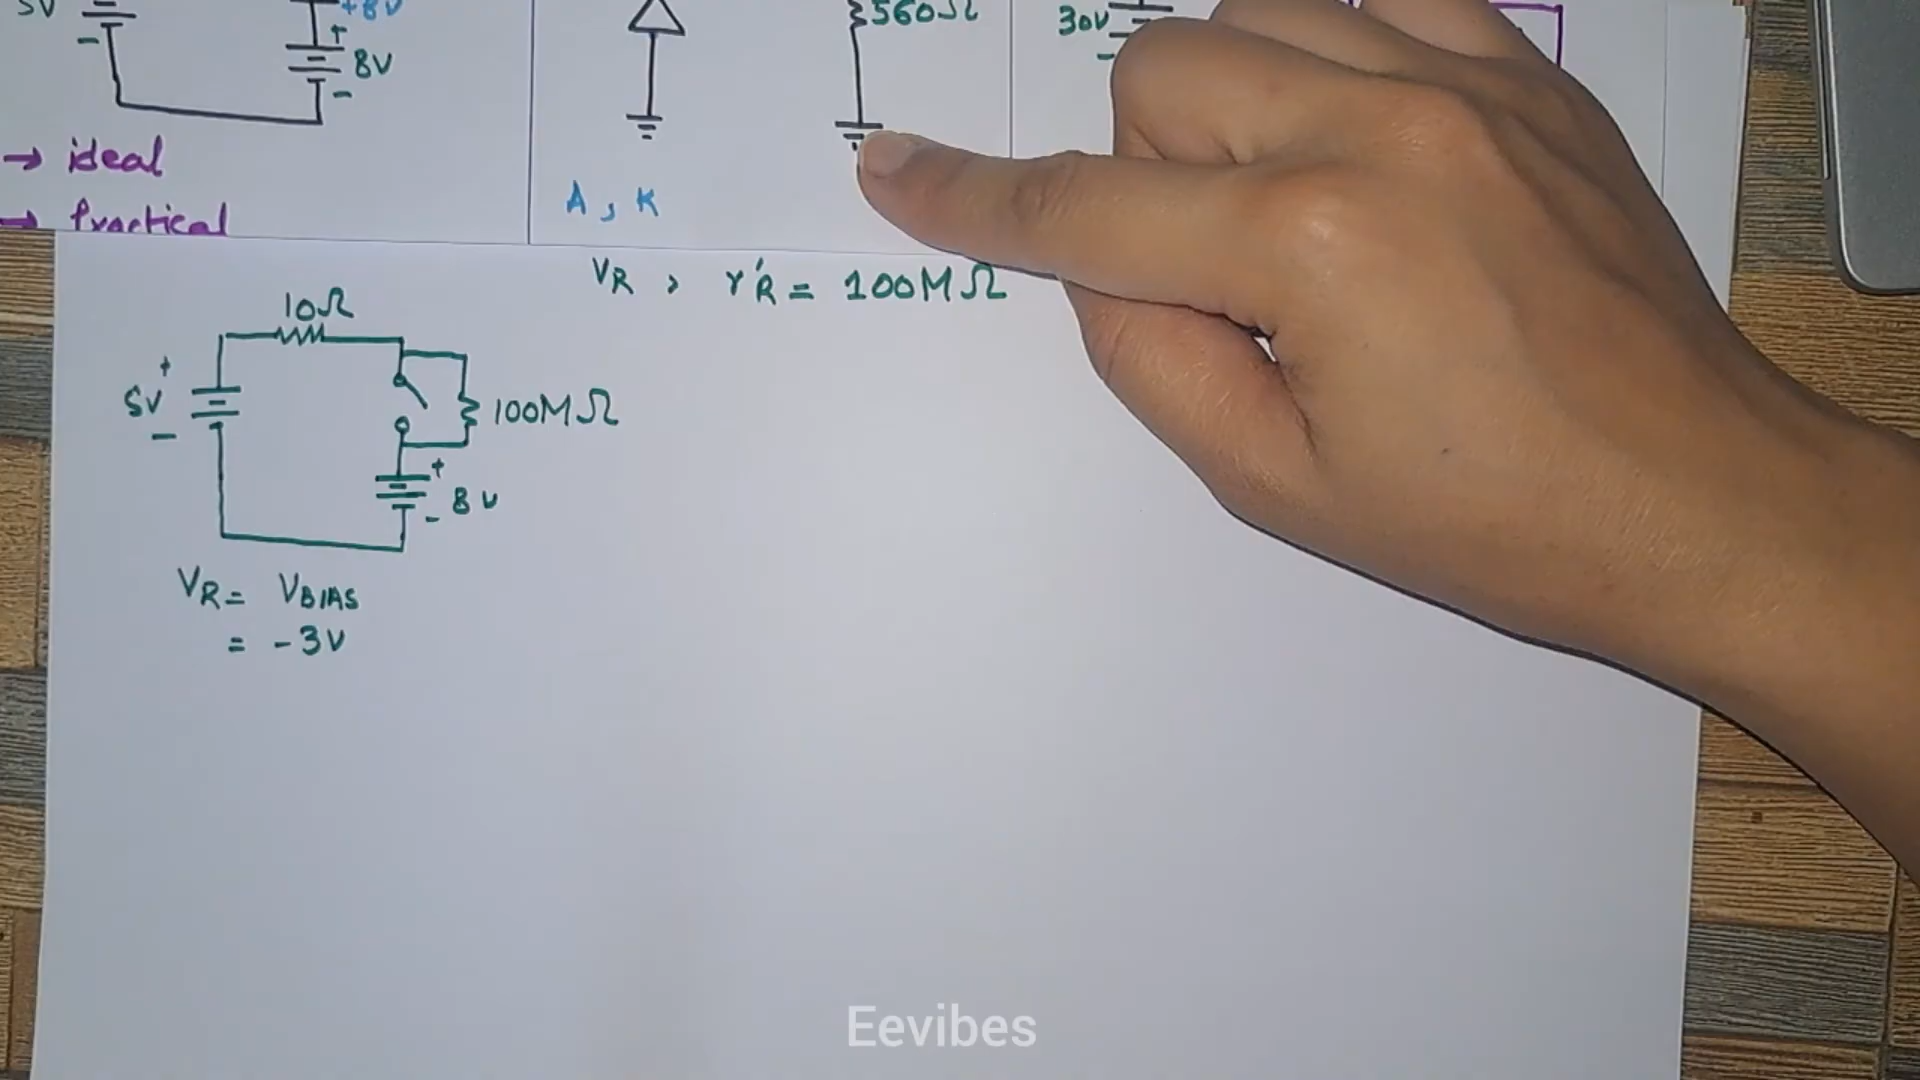 5V
+8V
+
8V
-
-
560Ω
30V
-
→ ideal
→ Practical
A, K
VR , r'R = 100MΩ
10Ω
+
5V
-
100MΩ
+
8V
-
VR = VBIAS
= -3V
Eevibes